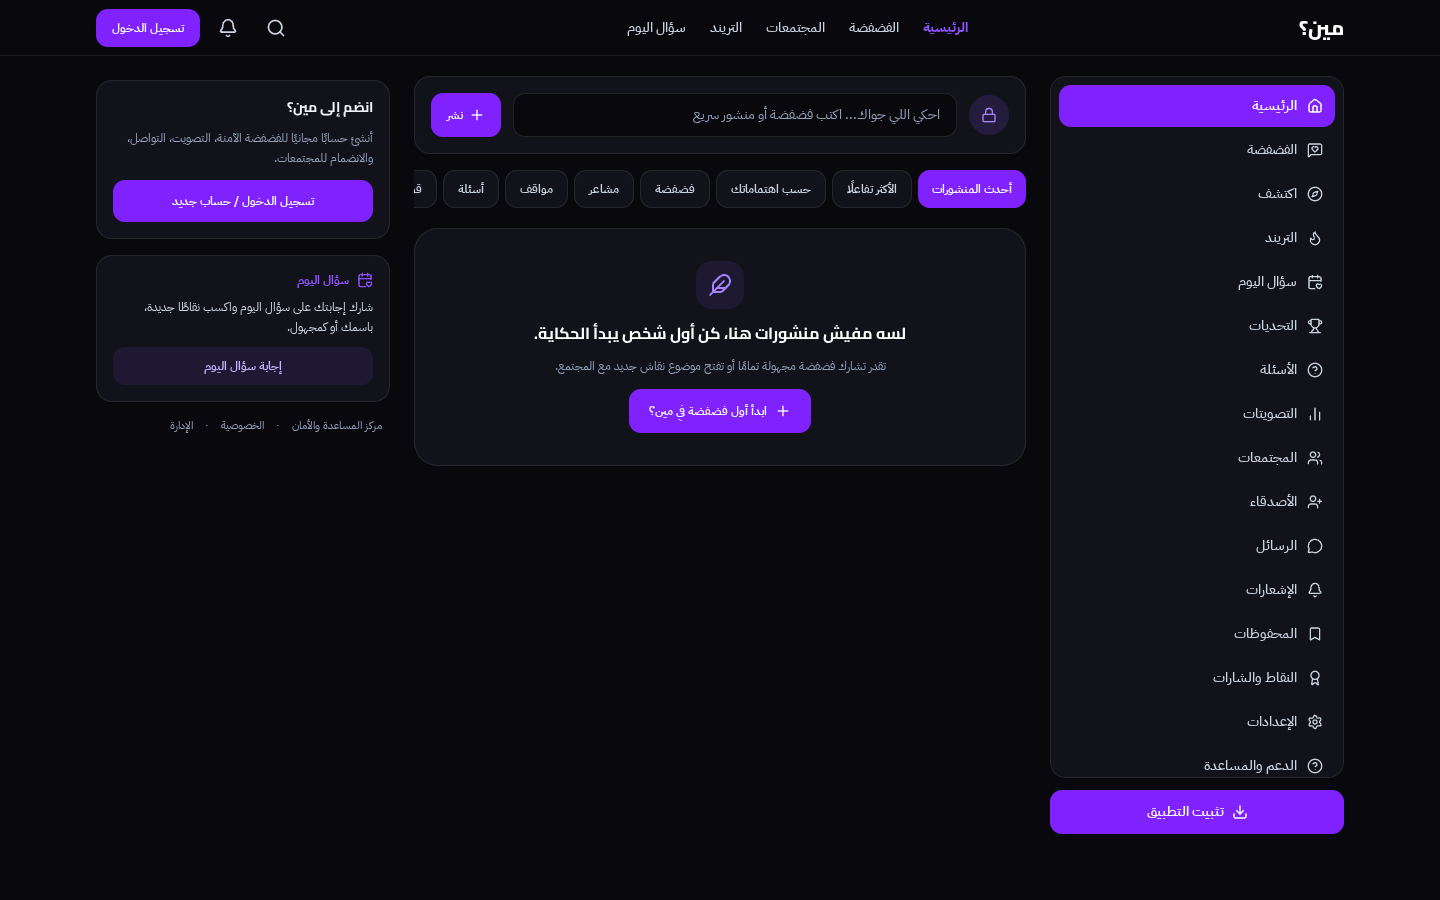 مين؟
الرئيسية
الفضفضة
المجتمعات
التريند
سؤال اليوم
تسجيل الدخول
الرئيسية
الفضفضة
اكتشف
التريند
سؤال اليوم
التحديات
الأسئلة
التصويتات
المجتمعات
الأصدقاء
الرسائل
الإشعارات
المحفوظات
النقاط والشارات
الإعدادات
الدعم والمساعدة
تثبيت التطبيق
احكي اللي جواك... اكتب فضفضة أو منشور سريع
نشر
أحدث المنشورات
الأكثر تفاعلًا
حسب اهتماماتك
فضفضة
مشاعر
مواقف
أسئلة
لسه مفيش منشورات هنا، كن أول شخص يبدأ الحكاية.
تقدر تشارك فضفضة مجهولة تمامًا أو تفتح موضوع نقاش جديد مع المجتمع.
ابدأ أول فضفضة في مين؟
انضم إلى مين؟
أنشئ حسابًا مجانيًا للفضفضة الآمنة، التصويت، التواصل،
والانضمام للمجتمعات.
تسجيل الدخول / حساب جديد
سؤال اليوم
شارك إجابتك على سؤال اليوم واكسب نقاطًا جديدة،
باسمك أو كمجهول.
إجابة سؤال اليوم
مركز المساعدة والأمان · الخصوصية · الإدارة